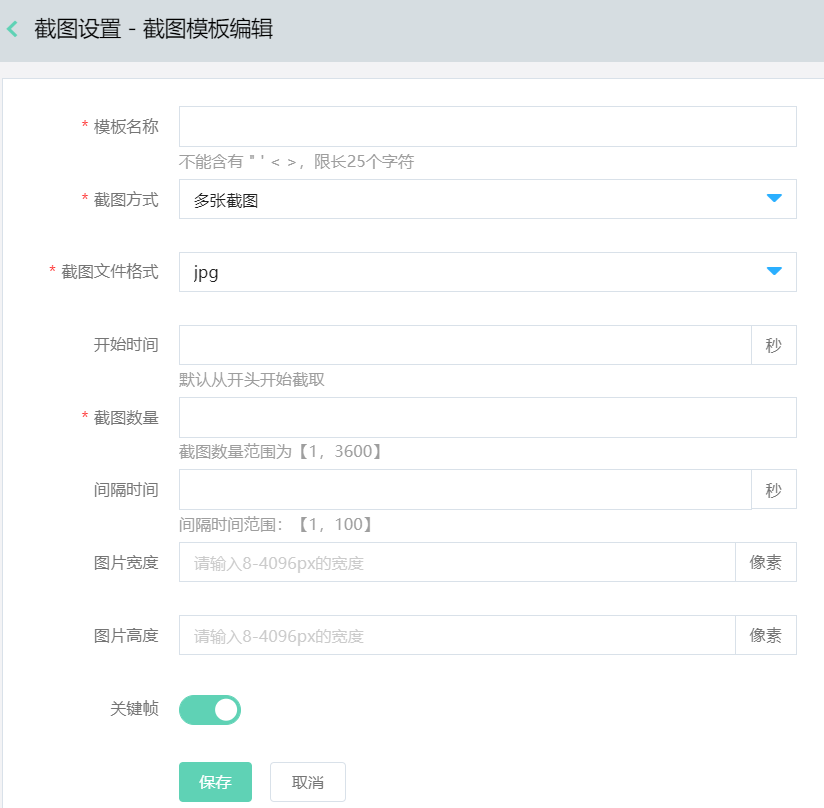 截图设置 - 截图模板编辑
* 模板名称
不能含有 " ' < >，限长25个字符
* 截图方式 多张截图
* 截图文件格式 jpg
开始时间 秒
默认从开头开始截取
* 截图数量
截图数量范围为【1，3600】
间隔时间 秒
间隔时间范围：【1，100】
图片宽度 请输入8-4096px的宽度 像素
图片高度 请输入8-4096px的宽度 像素
关键帧
保存 取消